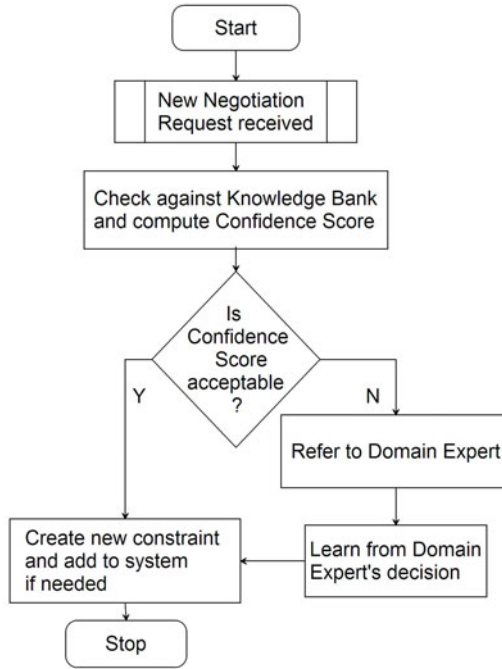 Start
New Negotiation
Request received
Check against Knowledge Bank
and compute Confidence Score
Is
Confidence
Score
acceptable
?
Y
N
Refer to Domain Expert
Create new constraint
and add to system
if needed
Learn from Domain
Expert's decision
Stop